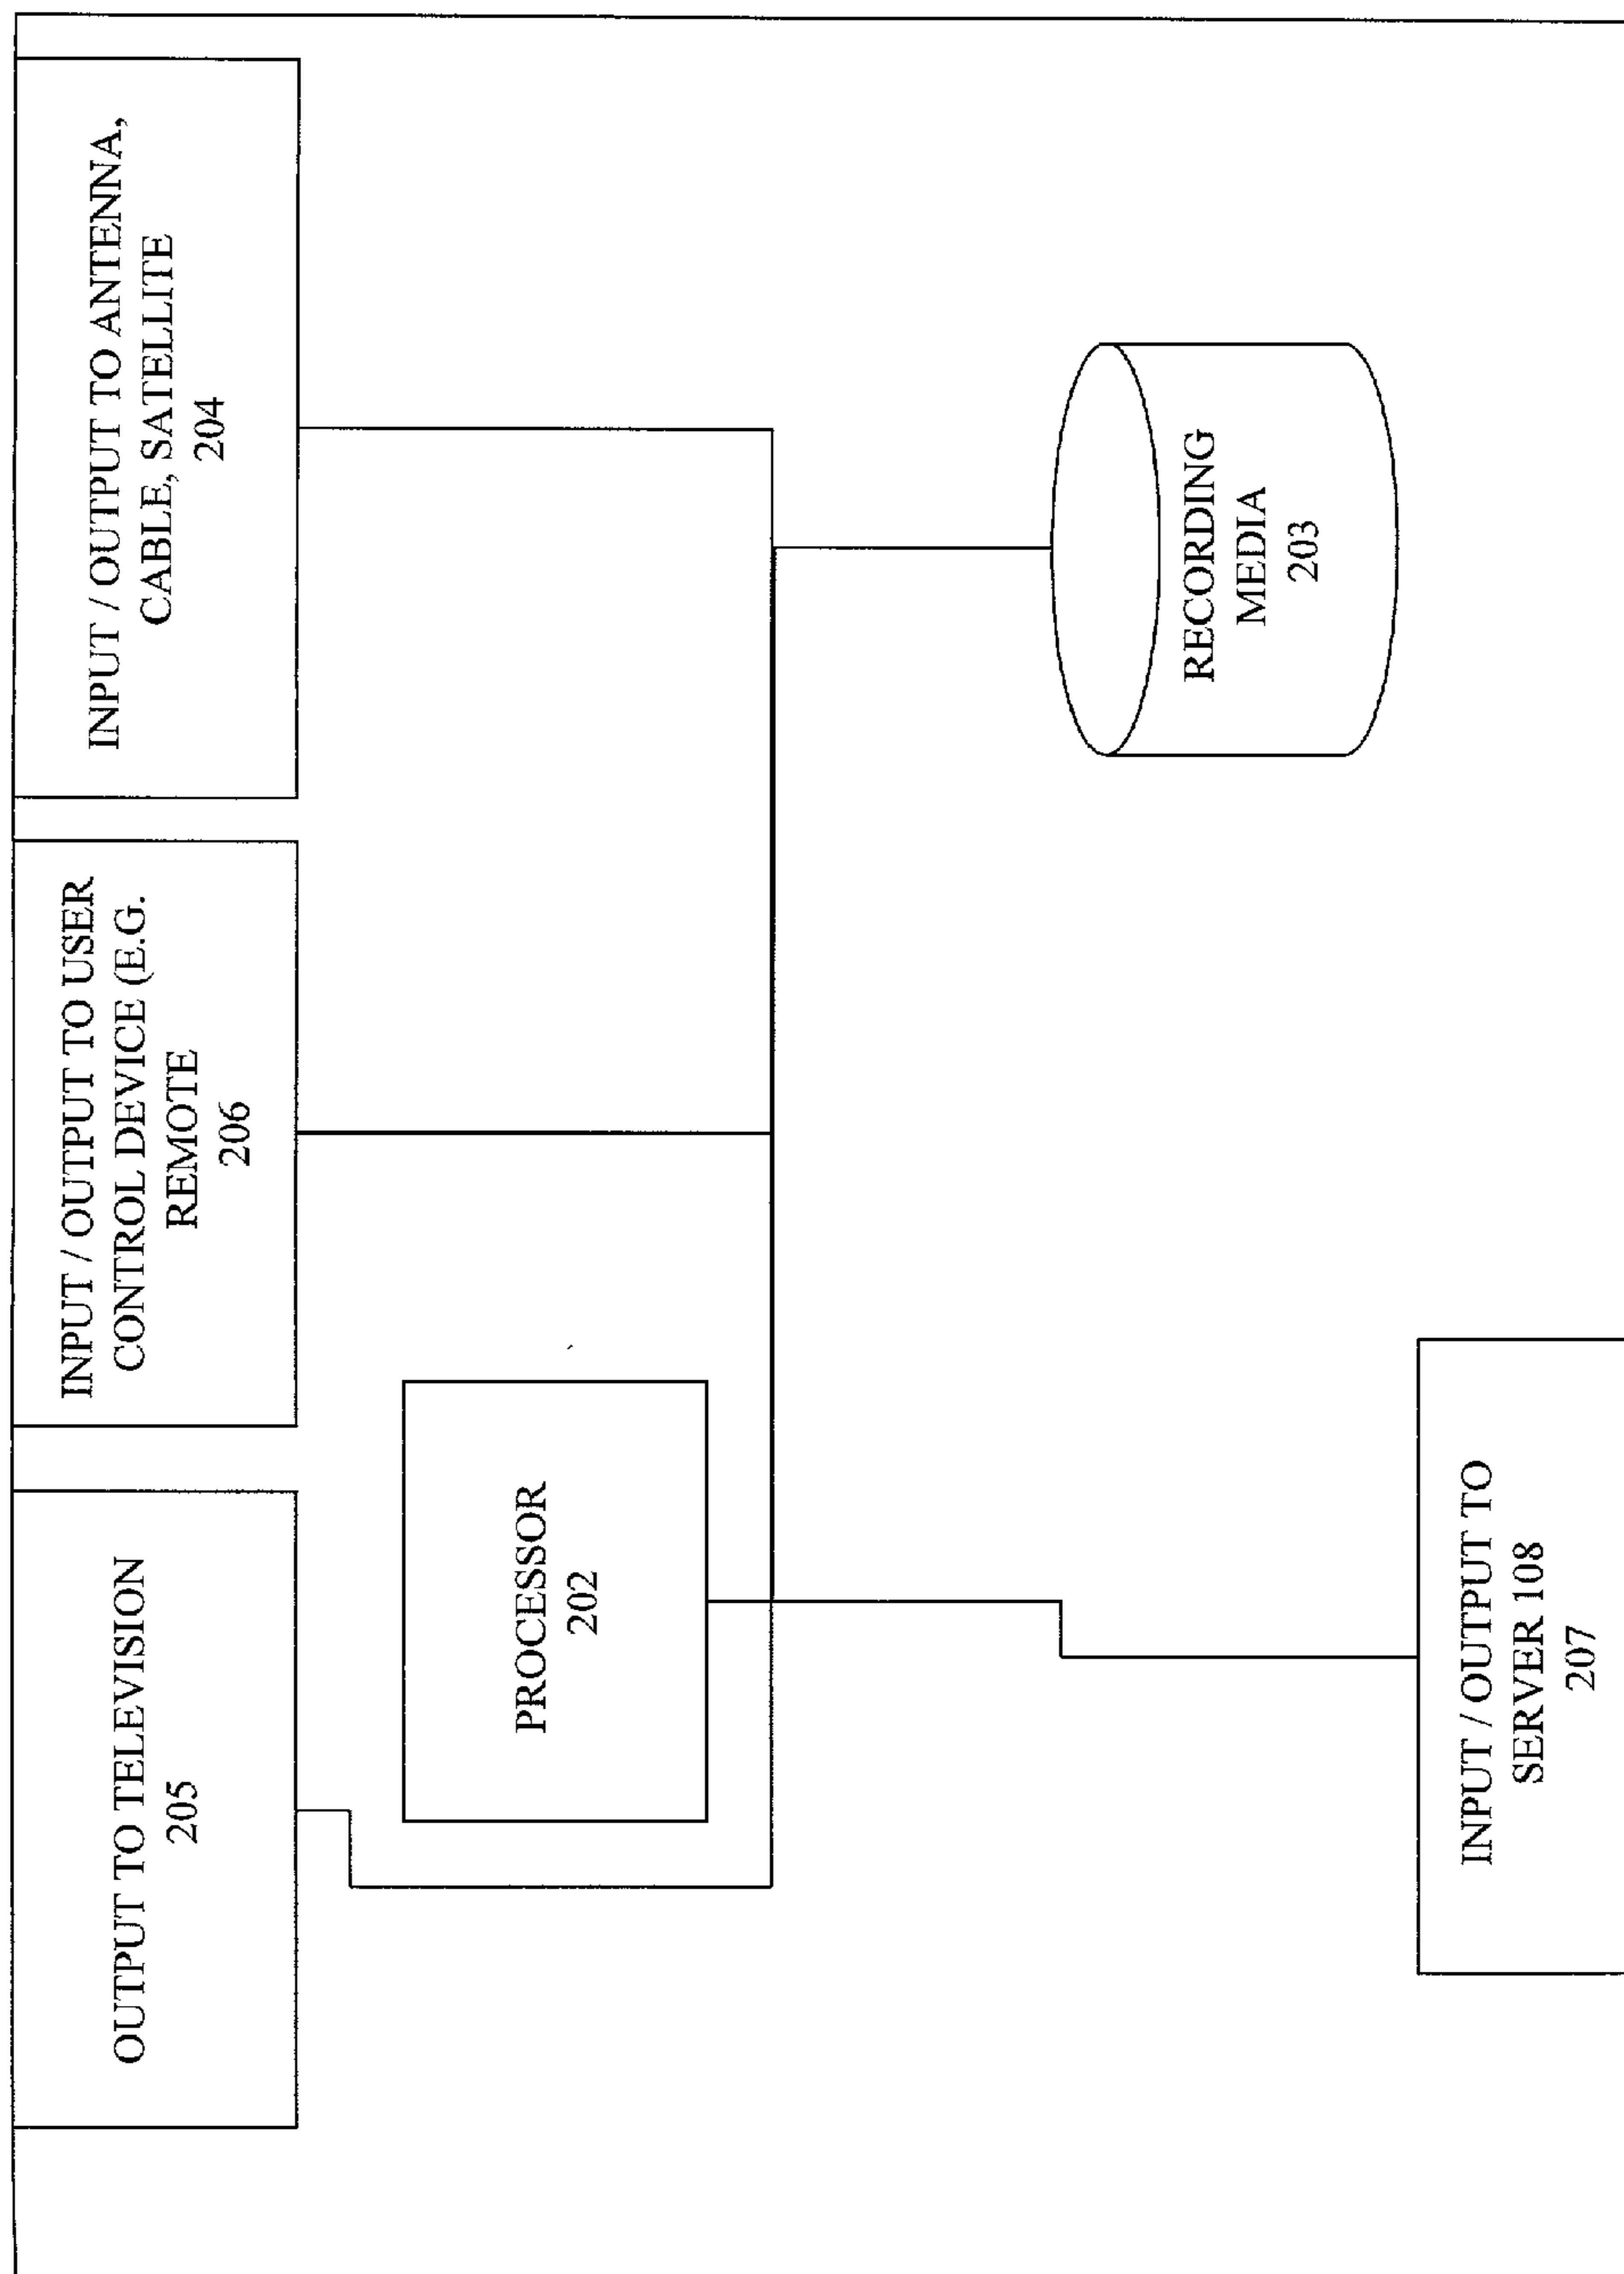 OUTPUT TO TELEVISION
205
INPUT / OUTPUT TO USER
CONTROL DEVICE (E.G.
REMOTE
206
INPUT / OUTPUT TO ANTENNA,
CABLE, SATELLITE
204
PROCESSOR
202
RECORDING
MEDIA
203
INPUT / OUTPUT TO
SERVER 108
207